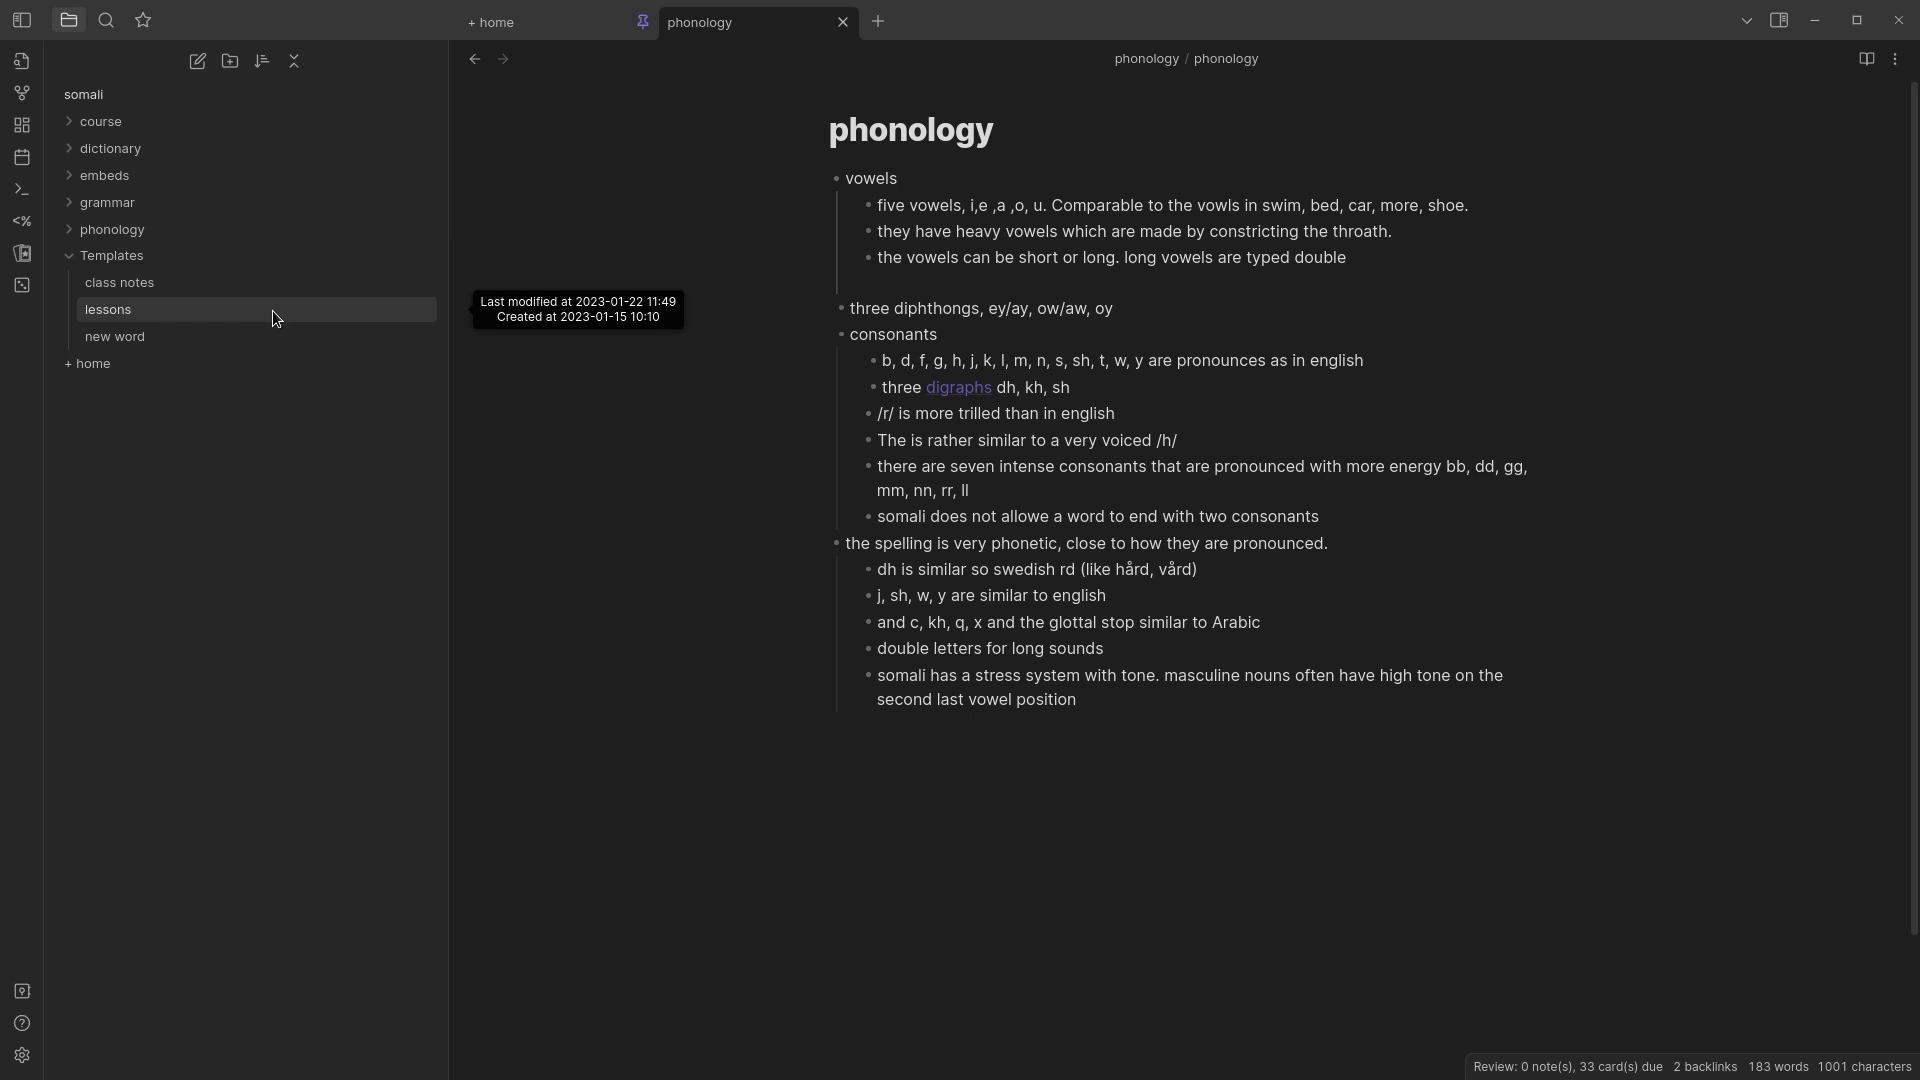 + home
phonology
phonology / phonology
somali
course
dictionary
embeds
grammar
phonology
Templates
class notes
lessons
new word
+ home
Last modified at 2023-01-22 11:49
Created at 2023-01-15 10:10
phonology
vowels
five vowels, i,e ,a ,o, u. Comparable to the vowls in swim, bed, car, more, shoe.
they have heavy vowels which are made by constricting the throath.
the vowels can be short or long. long vowels are typed double
three diphthongs, ey/ay, ow/aw, oy
consonants
b, d, f, g, h, j, k, l, m, n, s, sh, t, w, y are pronounces as in english
three digraphs dh, kh, sh
/r/ is more trilled than in english
The is rather similar to a very voiced /h/
there are seven intense consonants that are pronounced with more energy bb, dd, gg,
mm, nn, rr, ll
somali does not allowe a word to end with two consonants
the spelling is very phonetic, close to how they are pronounced.
dh is similar so swedish rd (like hård, vård)
j, sh, w, y are similar to english
and c, kh, q, x and the glottal stop similar to Arabic
double letters for long sounds
somali has a stress system with tone. masculine nouns often have high tone on the
second last vowel position
Review: 0 note(s), 33 card(s) due 2 backlinks 183 words 1001 characters